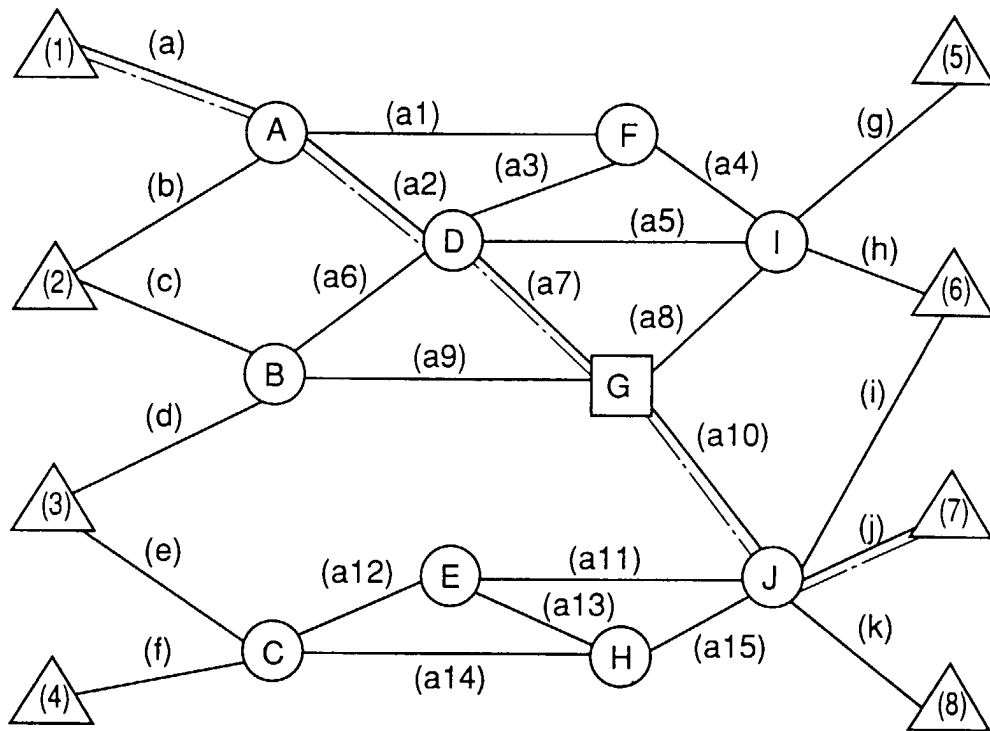 (1)
(a)
(5)
A
(a1)
F
(g)
(a3)
(a4)
(b)
(a2)
D
(a5)
I
(h)
(2)
(c)
(a6)
(a7)
(a8)
(6)
B
(a9)
G
(d)
(i)
(a10)
(3)
(7)
(e)
(a12)
E
(a11)
(j)
J
(a13)
(k)
(f)
C
(a14)
H
(a15)
(4)
(8)